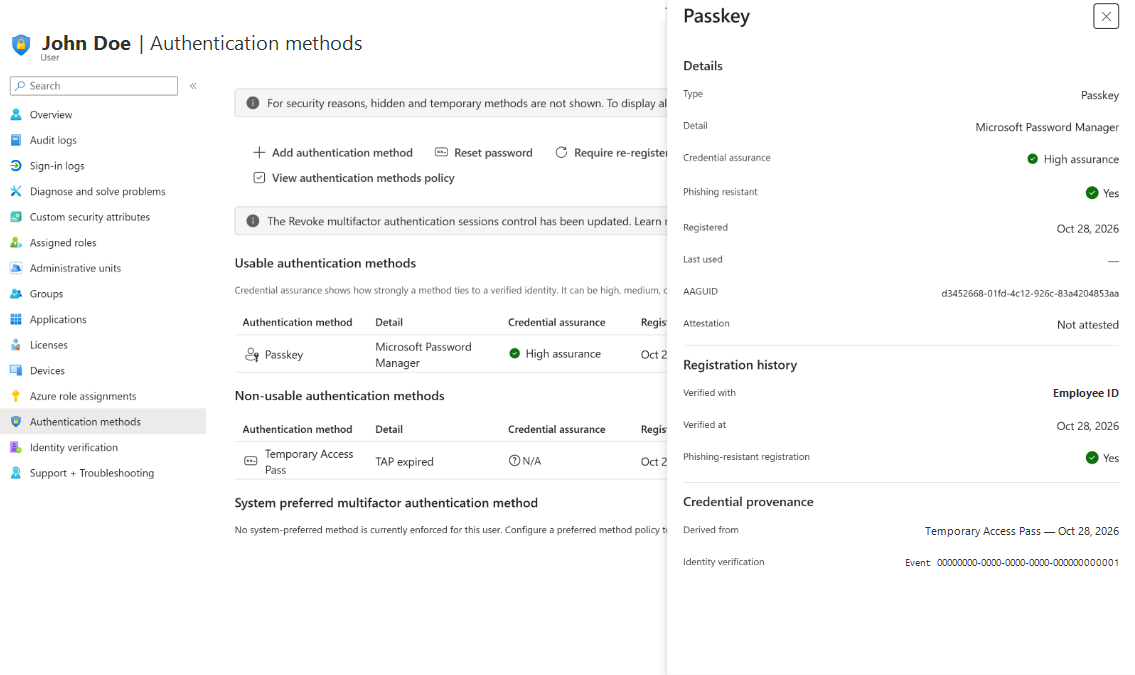 John Doe | Authentication methods
User
Search
«
Overview
Audit logs
Sign-in logs
Diagnose and solve problems
Custom security attributes
Assigned roles
Administrative units
Groups
Applications
Licenses
Devices
Azure role assignments
Authentication methods
Identity verification
Support + Troubleshooting
For security reasons, hidden and temporary methods are not shown. To display al
Add authentication method Reset password Require re-register
View authentication methods policy
The Revoke multifactor authentication sessions control has been updated. Learn
Usable authentication methods
Credential assurance shows how strongly a method ties to a verified identity. It can be high, medium,
Authentication method Detail Credential assurance Regist
Passkey Microsoft Password Manager High assurance Oct 2
Non-usable authentication methods
Authentication method Detail Credential assurance Regist
Temporary Access Pass TAP expired N/A Oct 2
System preferred multifactor authentication method
No system-preferred method is currently enforced for this user. Configure a preferred method policy to
Passkey
Details
Type Passkey
Detail Microsoft Password Manager
Credential assurance High assurance
Phishing resistant Yes
Registered Oct 28, 2026
Last used —
AAGUID d3452668-01fd-4c12-926c-83a4204853aa
Attestation Not attested
Registration history
Verified with Employee ID
Verified at Oct 28, 2026
Phishing-resistant registration Yes
Credential provenance
Derived from Temporary Access Pass — Oct 28, 2026
Identity verification Event: 00000000-0000-0000-0000-000000000001